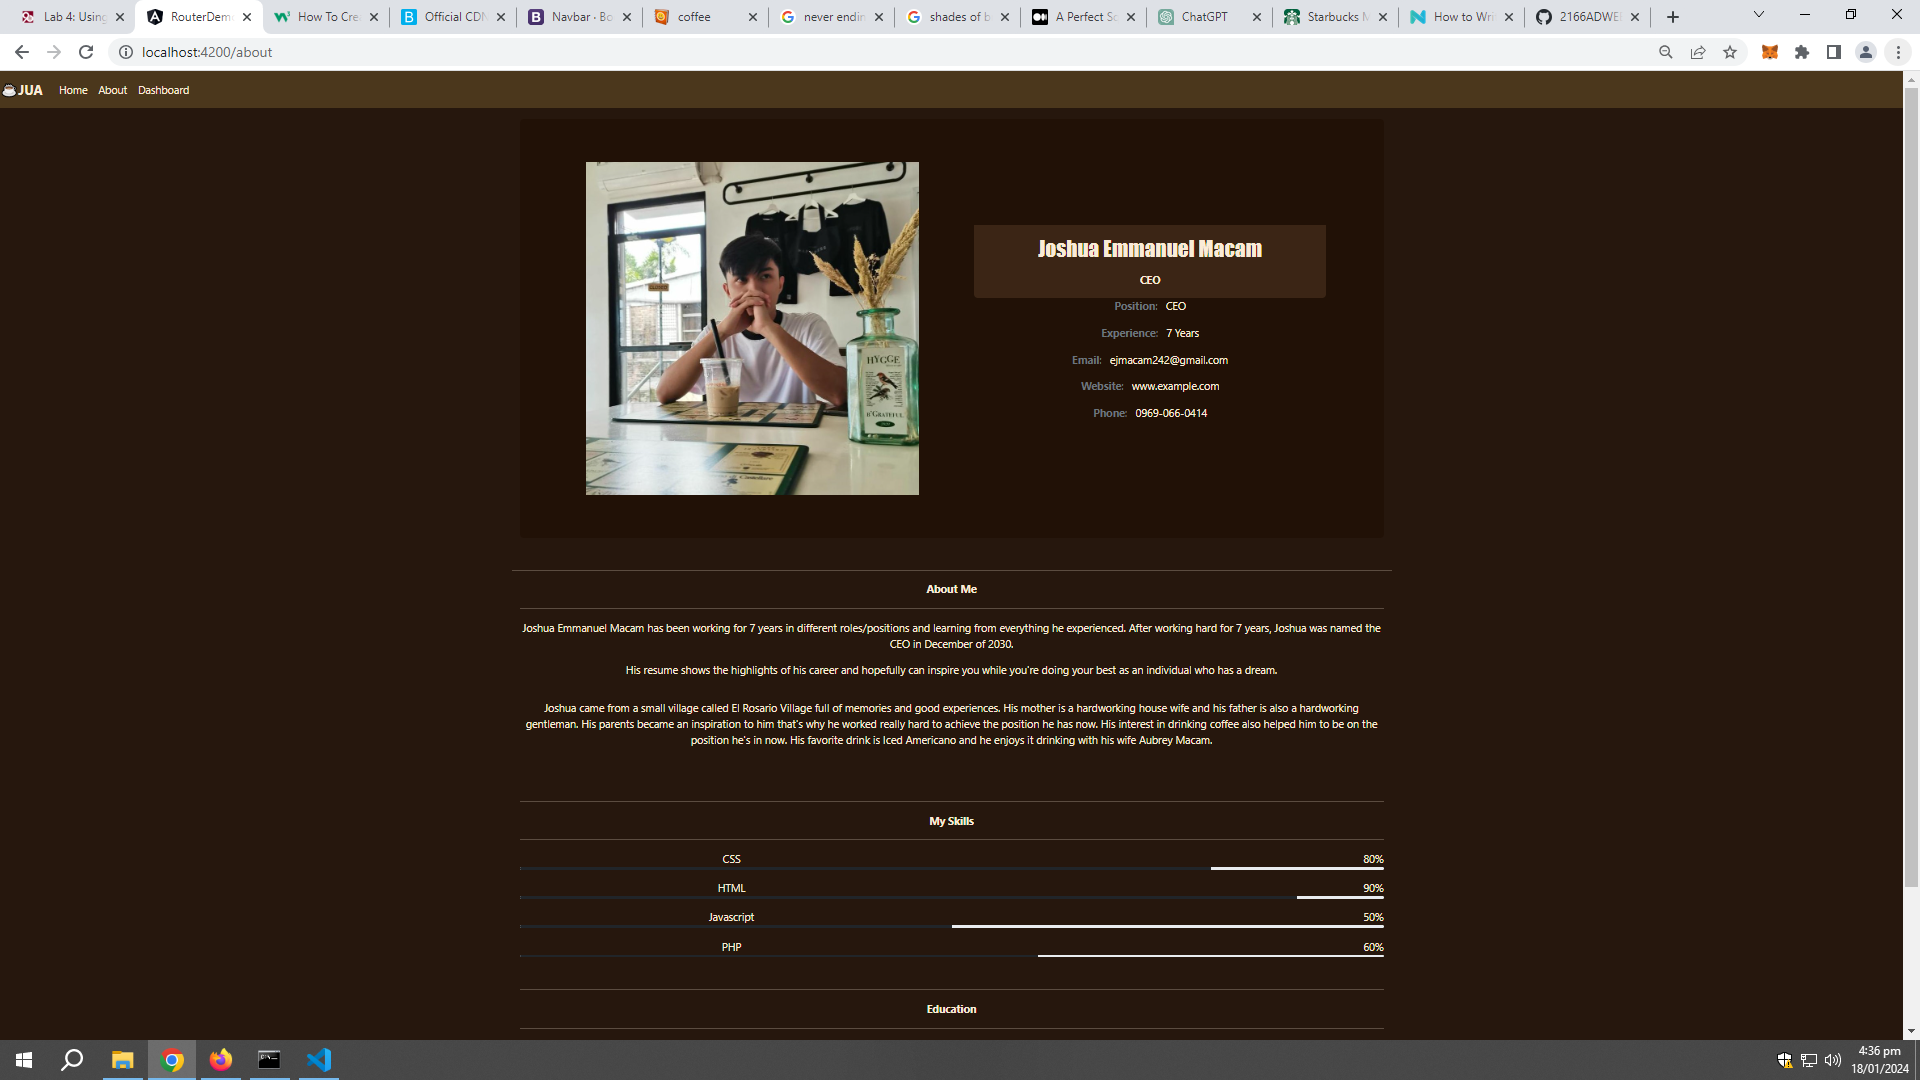 Lab 4: Using
RouterDem
How To Cre
Official CDN
Navbar · Bo
coffee
never endin
shades of b
A Perfect Sc
ChatGPT
Starbucks M
How to Wri
2166ADWE
localhost:4200/about
JUA
Home
About
Dashboard
HYGGE
B'GRATEFUL
Joshua Emmanuel Macam
CEO
Position: CEO
Experience: 7 Years
Email: ejmacam242@gmail.com
Website: www.example.com
Phone: 0969-066-0414
About Me
Joshua Emmanuel Macam has been working for 7 years in different roles/positions and learning from everything he experienced. After working hard for 7 years, Joshua was named the
CEO in December of 2030.
His resume shows the highlights of his career and hopefully can inspire you while you're doing your best as an individual who has a dream.
Joshua came from a small village called El Rosario Village full of memories and good experiences. His mother is a hardworking house wife and his father is also a hardworking
gentleman. His parents became an inspiration to him that's why he worked really hard to achieve the position he has now. His interest in drinking coffee also helped him to be on the
position he's in now. His favorite drink is Iced Americano and he enjoys it drinking with his wife Aubrey Macam.
My Skills
CSS 80%
HTML 90%
Javascript 50%
PHP 60%
Education
4:36 pm
18/01/2024